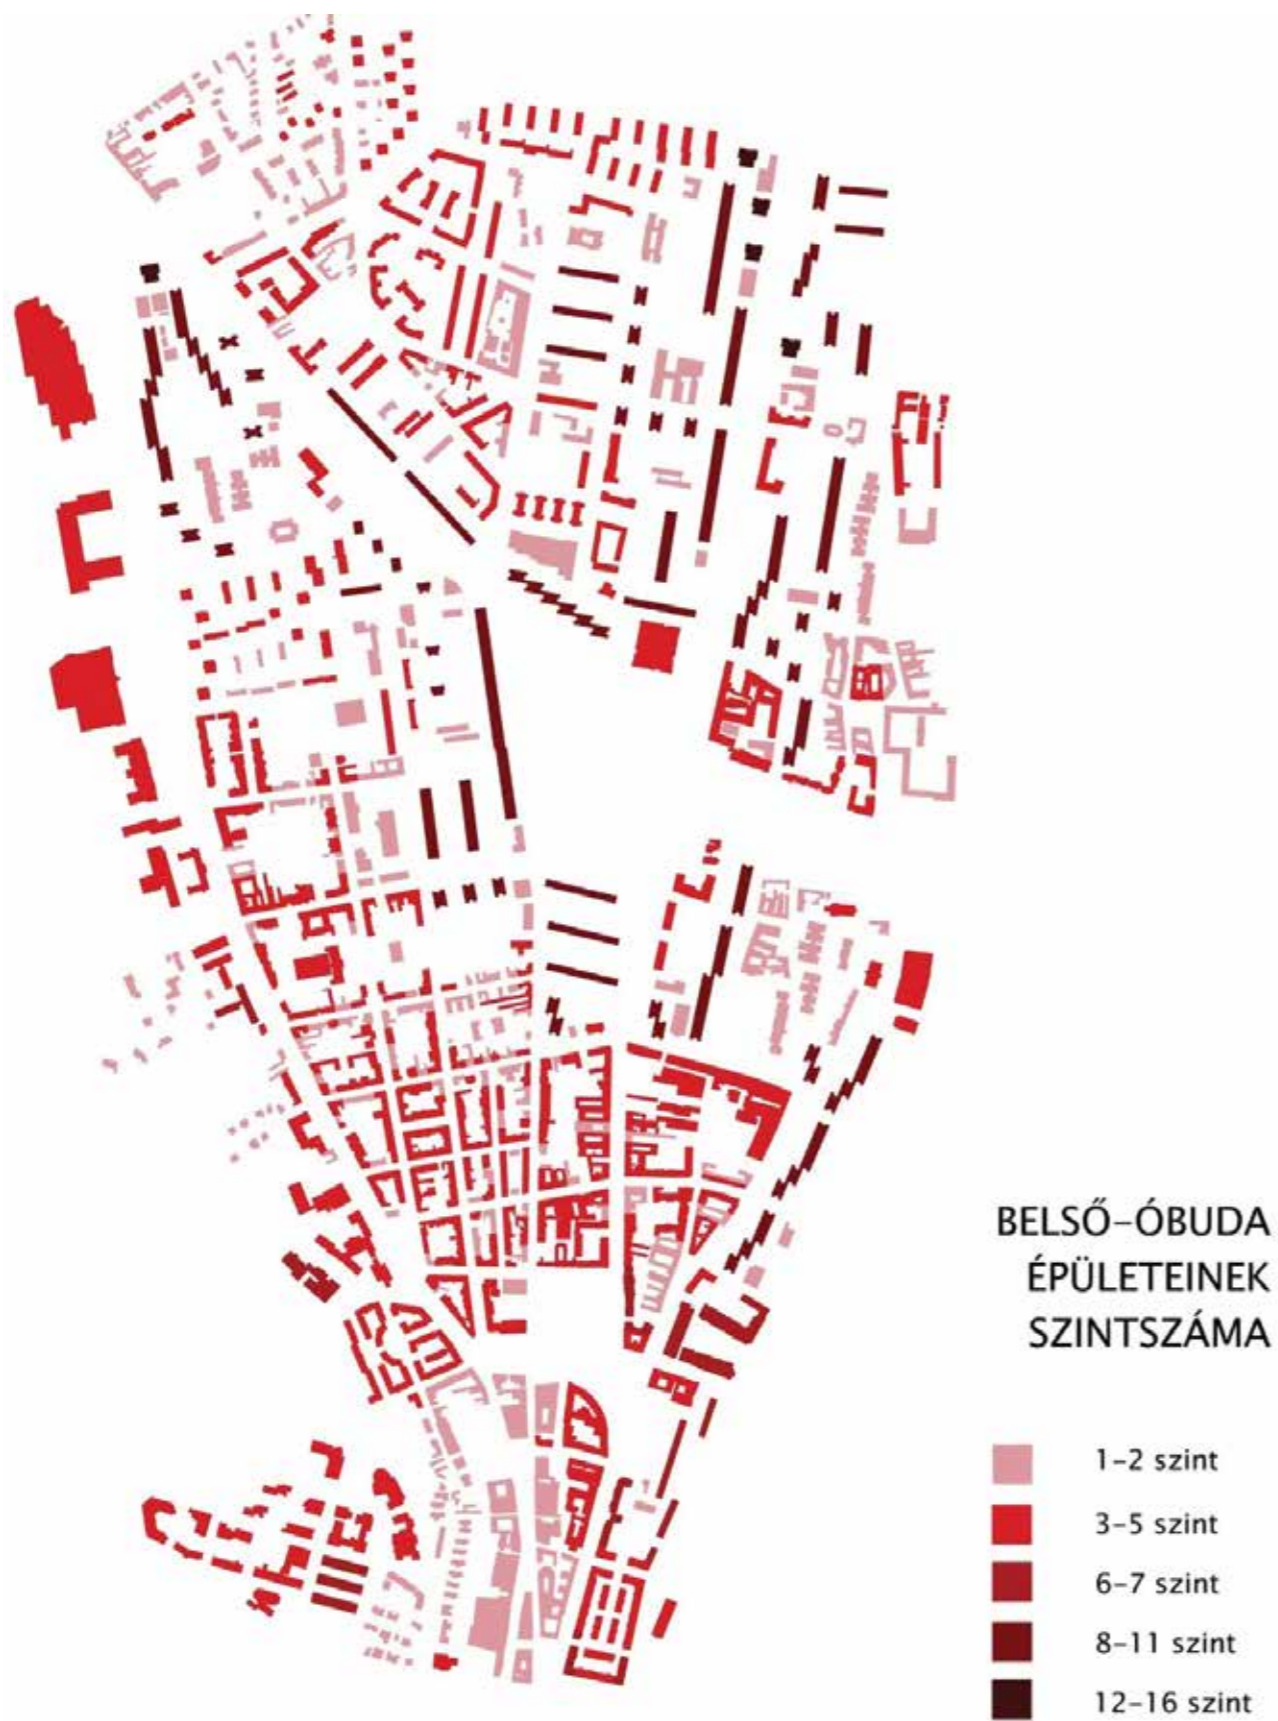 BELSŐ-ÓBUDA
ÉPÜLETEINEK
SZINTSZÁMA
1-2 szint
3-5 szint
6-7 szint
8-11 szint
12-16 szint